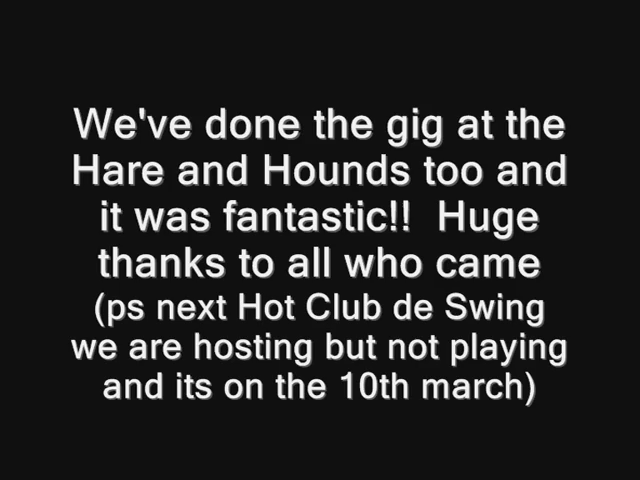 We've done the gig at the
Hare and Hounds too and
it was fantastic!!  Huge
thanks to all who came
(ps next Hot Club de Swing
we are hosting but not playing
and its on the 10th march)